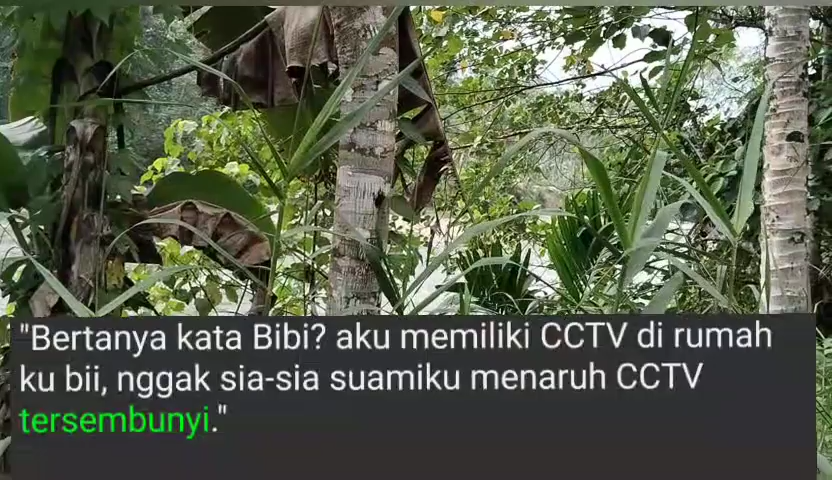 "Bertanya kata Bibi? aku memiliki CCTV di rumah
ku bii, nggak sia-sia suamiku menaruh CCTV
tersembunyi."